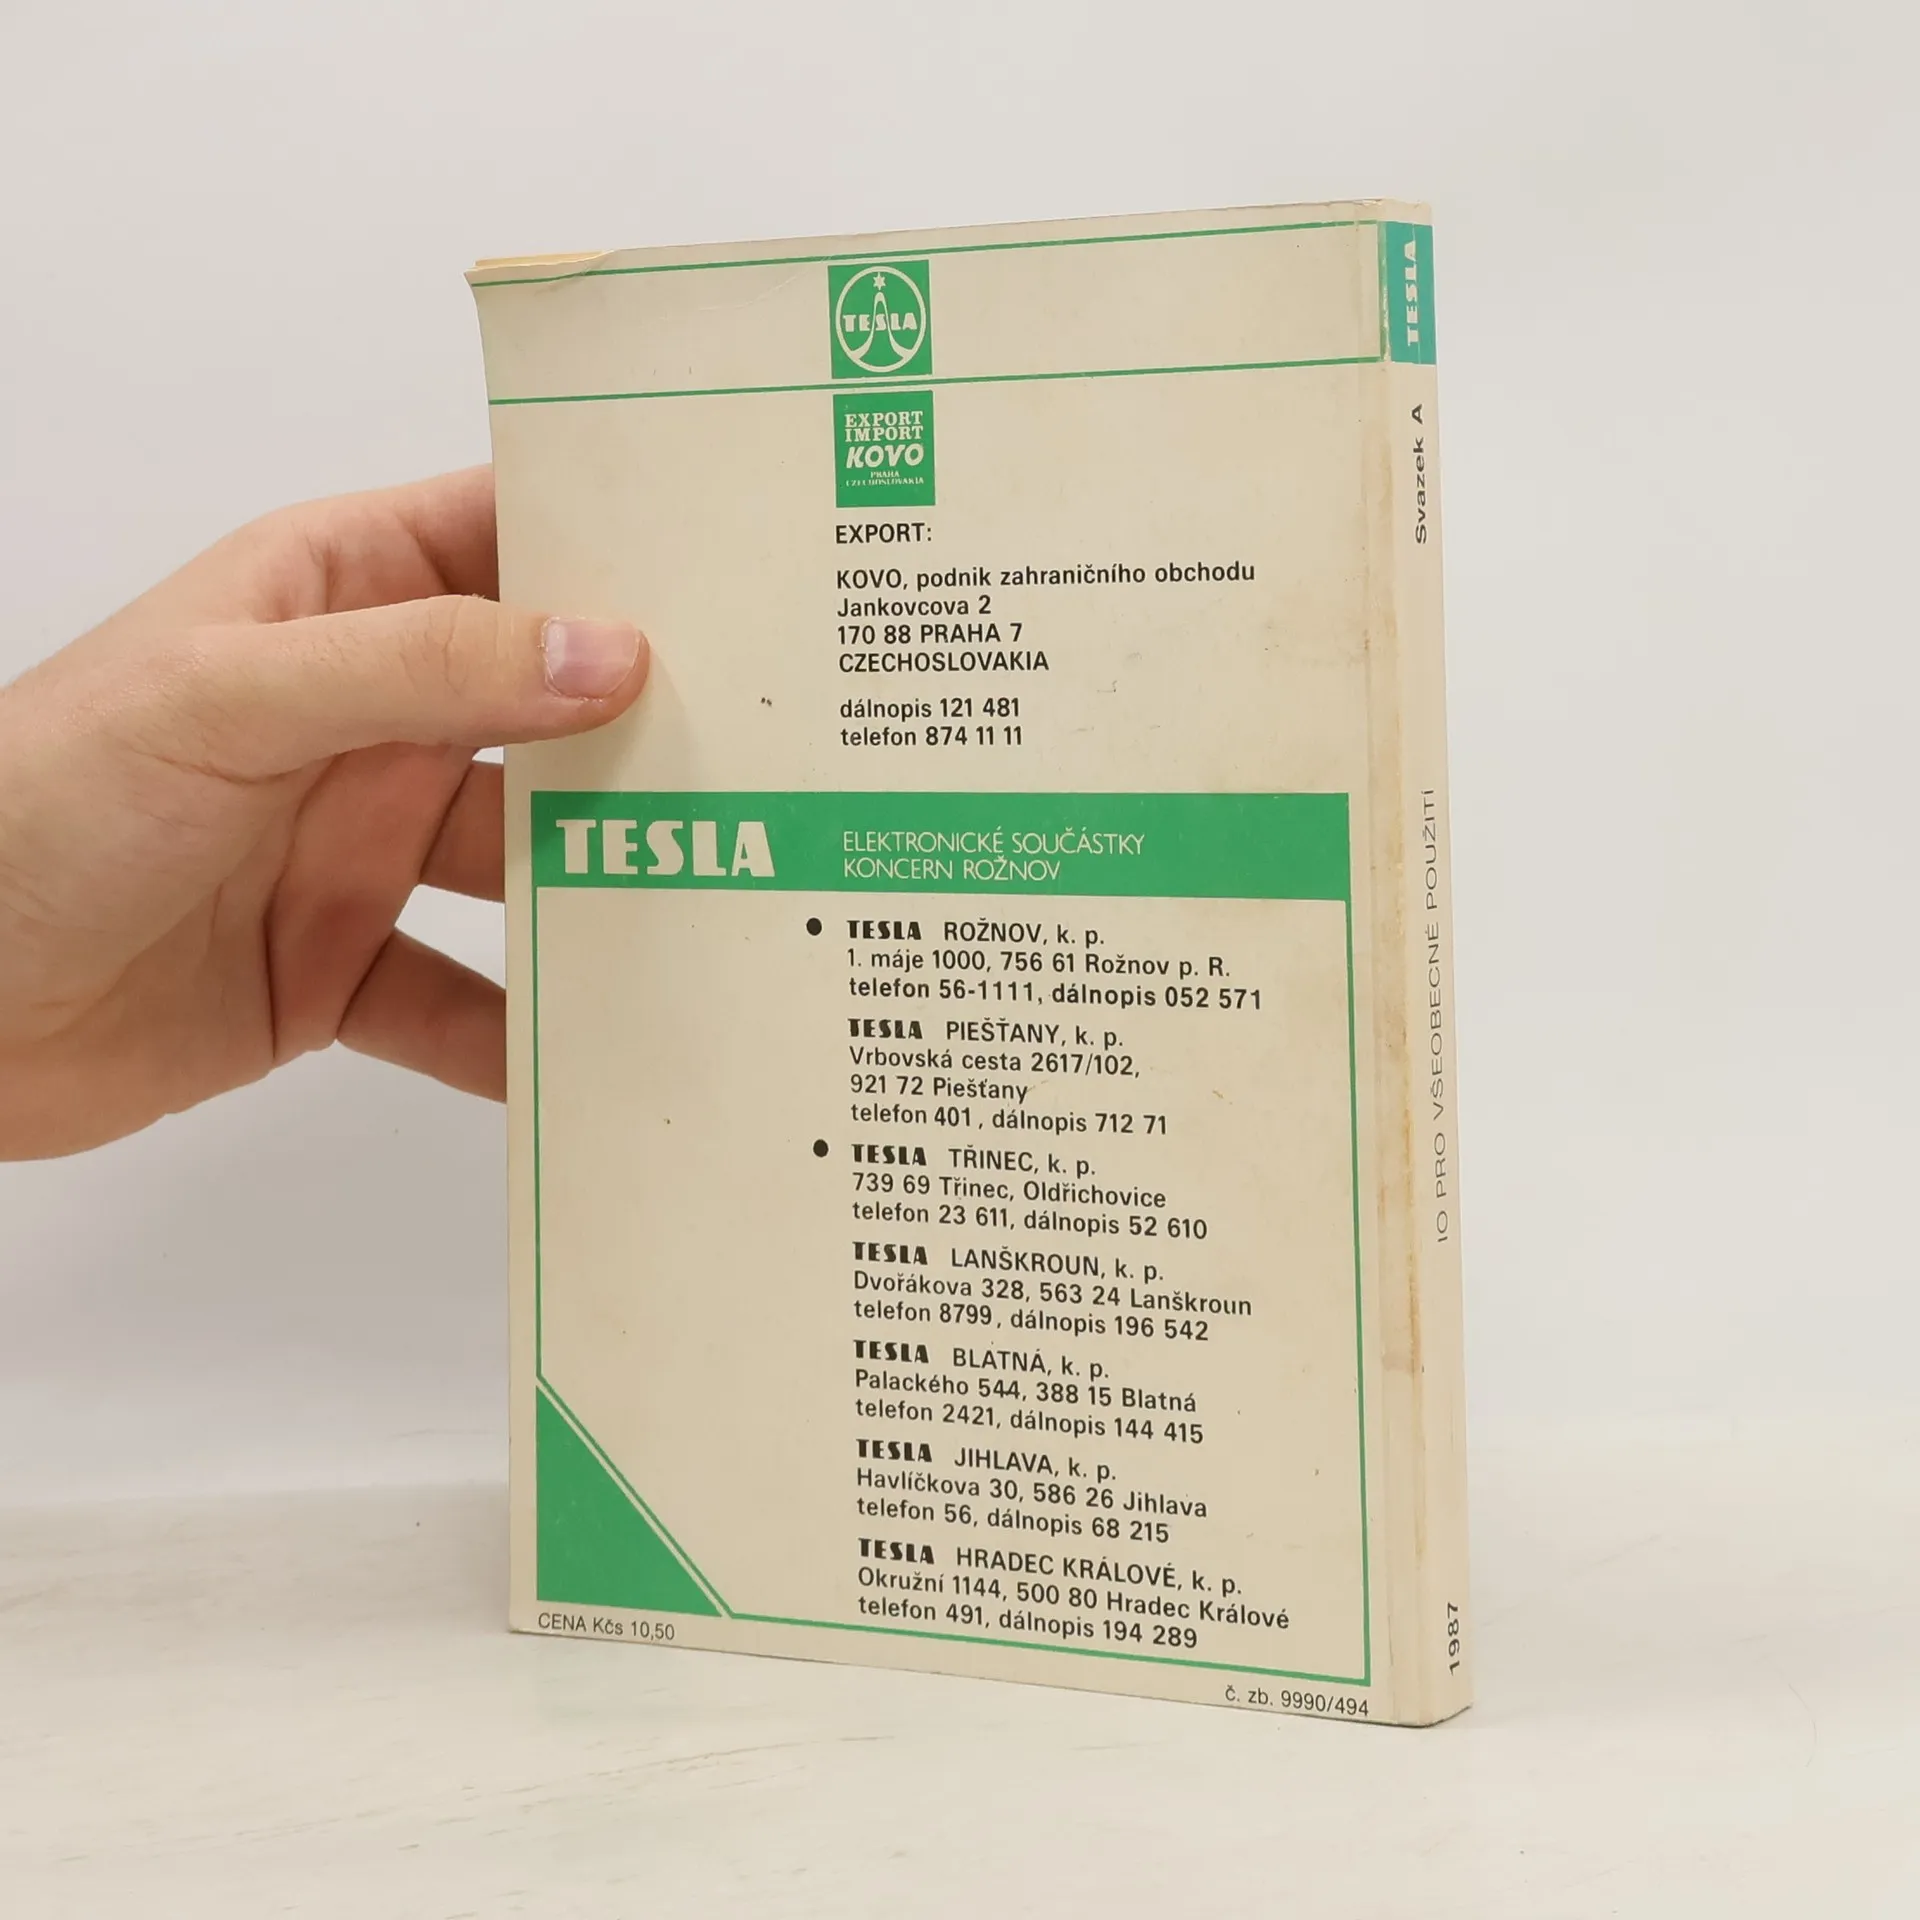 TESLA
EXPORT
IMPORT
KOVO
PRAHA
CZECHOSLOVAKIA
EXPORT:
KOVO, podnik zahraničního obchodu
Jankovcova 2
170 88 PRAHA 7
CZECHOSLOVAKIA
dálnopis 121 481
telefon 874 11 11
TESLA ELEKTRONICKÉ SOUČÁSTKY
KONCERN ROŽNOV
● TESLA ROŽNOV, k. p.
1. máje 1000, 756 61 Rožnov p. R.
telefon 56-1111, dálnopis 052 571
TESLA PIEŠŤANY, k. p.
Vrbovská cesta 2617/102,
921 72 Piešťany
telefon 401, dálnopis 712 71
● TESLA TŘINEC, k. p.
739 69 Třinec, Oldřichovice
telefon 23 611, dálnopis 52 610
TESLA LANŠKROUN, k. p.
Dvořákova 328, 563 24 Lanškroun
telefon 8799, dálnopis 196 542
TESLA BLATNÁ, k. p.
Palackého 544, 388 15 Blatná
telefon 2421, dálnopis 144 415
TESLA JIHLAVA, k. p.
Havlíčkova 30, 586 26 Jihlava
telefon 56, dálnopis 68 215
TESLA HRADEC KRÁLOVÉ, k. p.
Okružní 1144, 500 80 Hradec Králové
telefon 491, dálnopis 194 289
CENA Kčs 10,50
č. zb. 9990/494
TESLA
Svazek A
IO PRO VŠEOBECNÉ POUŽITÍ
1987